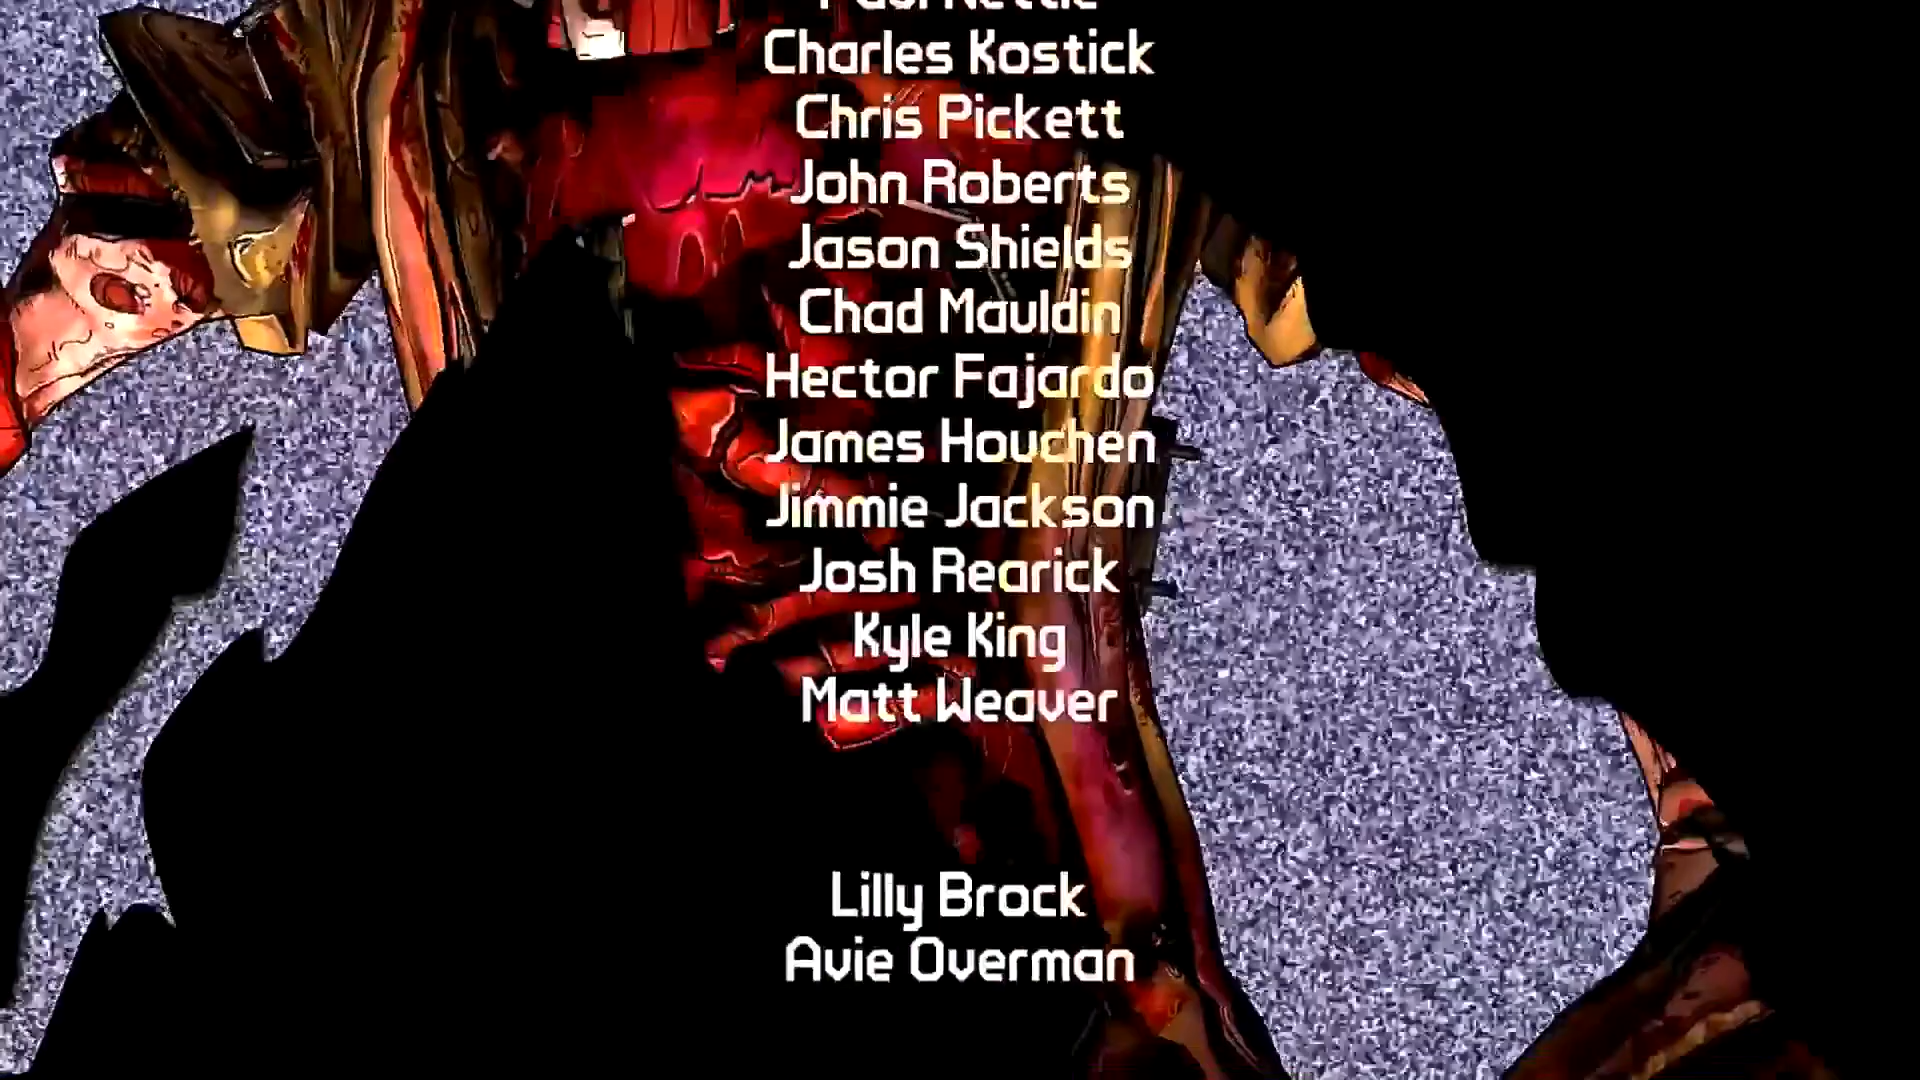 Charles Kostick
Chris Pickett
John Roberts
Jason Shields
Chad Mauldin
Hector Fajardo
James Houchen
Jimmie Jackson
Josh Rearick
Kyle King
Matt Weaver
Lilly Brock
Avie Overman